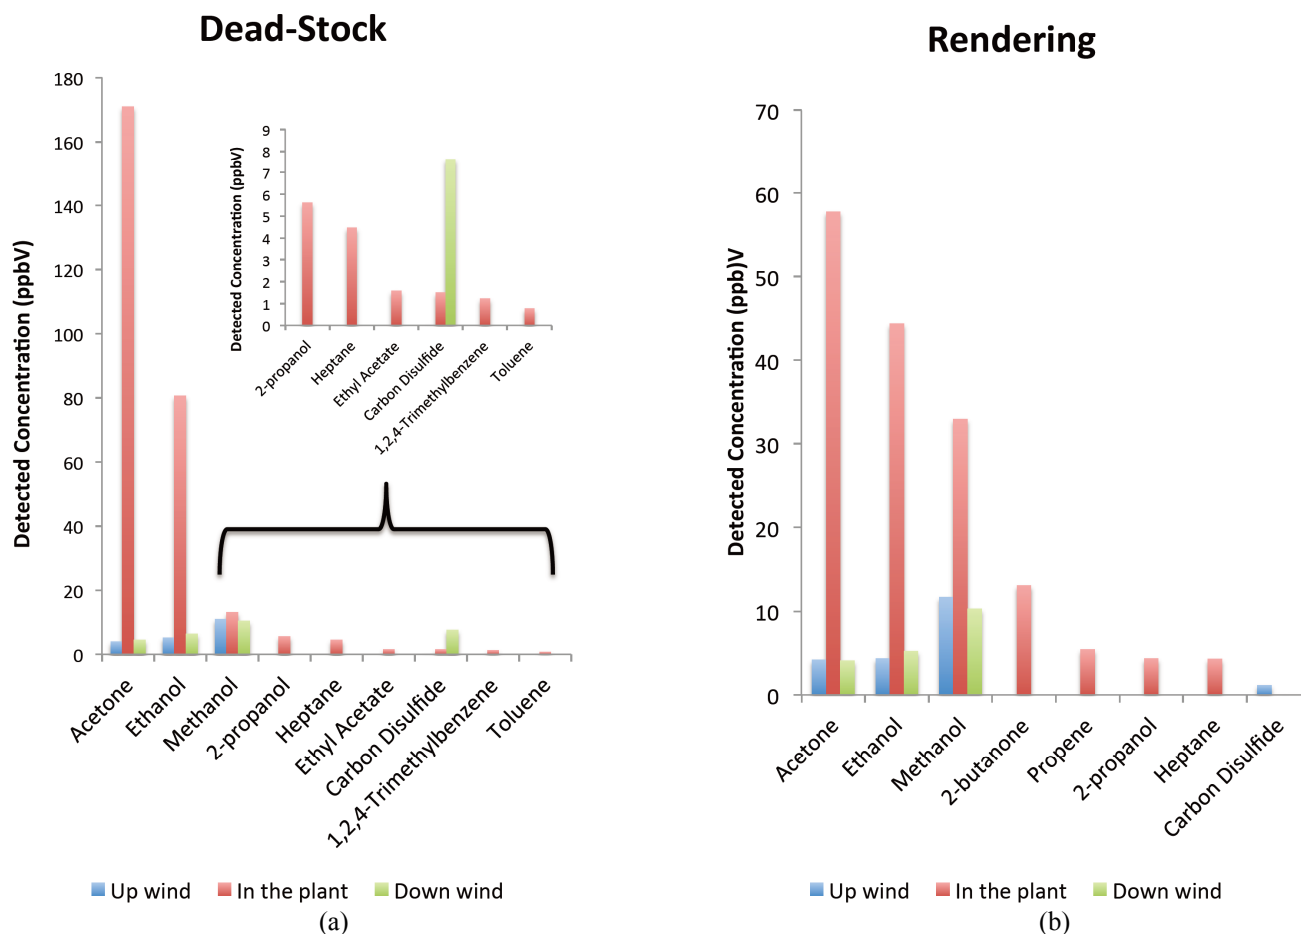 Dead-Stock
Detected Concentration (ppbV)
180
160
140
120
100
80
60
40
20
0
Detected Concentration (ppbV)
9
8
7
6
5
4
3
2
1
0
2-propanol
Heptane
Ethyl Acetate
Carbon Disulfide
1,2,4-Trimethylbenzene
Toluene
Acetone
Ethanol
Methanol
2-propanol
Heptane
Ethyl Acetate
Carbon Disulfide
1,2,4-Trimethylbenzene
Toluene
Up wind In the plant Down wind
(a)
Rendering
Detected Concentration (ppb)V
70
60
50
40
30
20
10
0
Acetone
Ethanol
Methanol
2-butanone
Propene
2-propanol
Heptane
Carbon Disulfide
Up wind In the plant Down wind
(b)